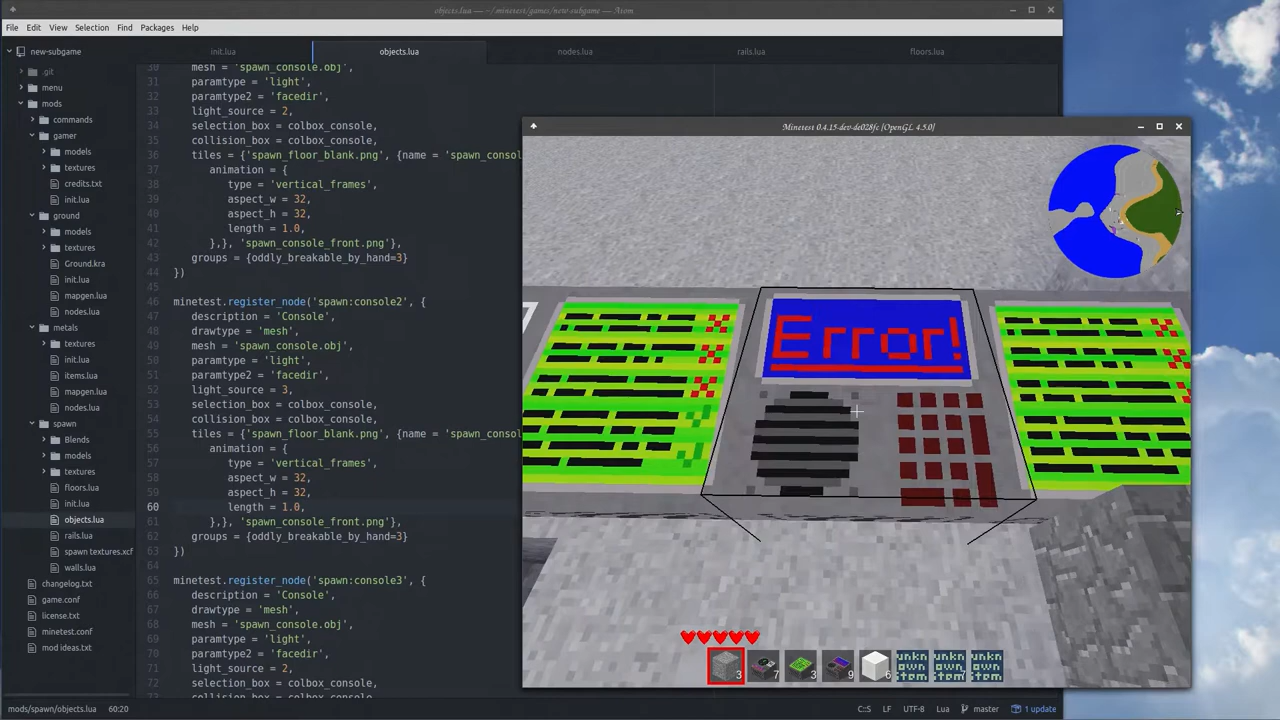 objects.lua — ~/.minetest/games/new-subgame — Atom
File Edit View Selection Find Packages Help
new-subgame
.git
menu
mods
commands
gamer
models
textures
credits.txt
init.lua
ground
models
textures
Ground.kra
init.lua
mapgen.lua
nodes.lua
metals
textures
init.lua
items.lua
mapgen.lua
nodes.lua
spawn
Blends
models
textures
floors.lua
init.lua
objects.lua
rails.lua
spawn textures.xcf
walls.lua
changelog.txt
game.conf
license.txt
minetest.conf
mod ideas.txt
init.lua objects.lua nodes.lua rails.lua floors.lua
30 mesh = 'spawn_console.obj',
31 paramtype = 'light',
32 paramtype2 = 'facedir',
33 light_source = 2,
34 selection_box = colbox_console,
35 collision_box = colbox_console,
36 tiles = {'spawn_floor_blank.png', {name = 'spawn_consol
37 animation = {
38 type = 'vertical_frames',
39 aspect_w = 32,
40 aspect_h = 32,
41 length = 1.0,
42 },}, 'spawn_console_front.png'},
43 groups = {oddly_breakable_by_hand=3}
44 })
45
46 minetest.register_node('spawn:console2', {
47 description = 'Console',
48 drawtype = 'mesh',
49 mesh = 'spawn_console.obj',
50 paramtype = 'light',
51 paramtype2 = 'facedir',
52 light_source = 3,
53 selection_box = colbox_console,
54 collision_box = colbox_console,
55 tiles = {'spawn_floor_blank.png', {name = 'spawn_consol
56 animation = {
57 type = 'vertical_frames',
58 aspect_w = 32,
59 aspect_h = 32,
60 length = 1.0,
61 },}, 'spawn_console_front.png'},
62 groups = {oddly_breakable_by_hand=3}
63 })
64
65 minetest.register_node('spawn:console3', {
66 description = 'Console',
67 drawtype = 'mesh',
68 mesh = 'spawn_console.obj',
69 paramtype = 'light',
70 paramtype2 = 'facedir',
71 light_source = 2,
72 selection_box = colbox_console,
73 collision_box = colbox_console,
Minetest 0.4.15-dev-de028fc [OpenGL 4.5.0]
Error!
3 7 3 9 6
unkn own item unkn own item unkn own item
mods/spawn/objects.lua 60:20 C::S LF UTF-8 Lua master 1 update